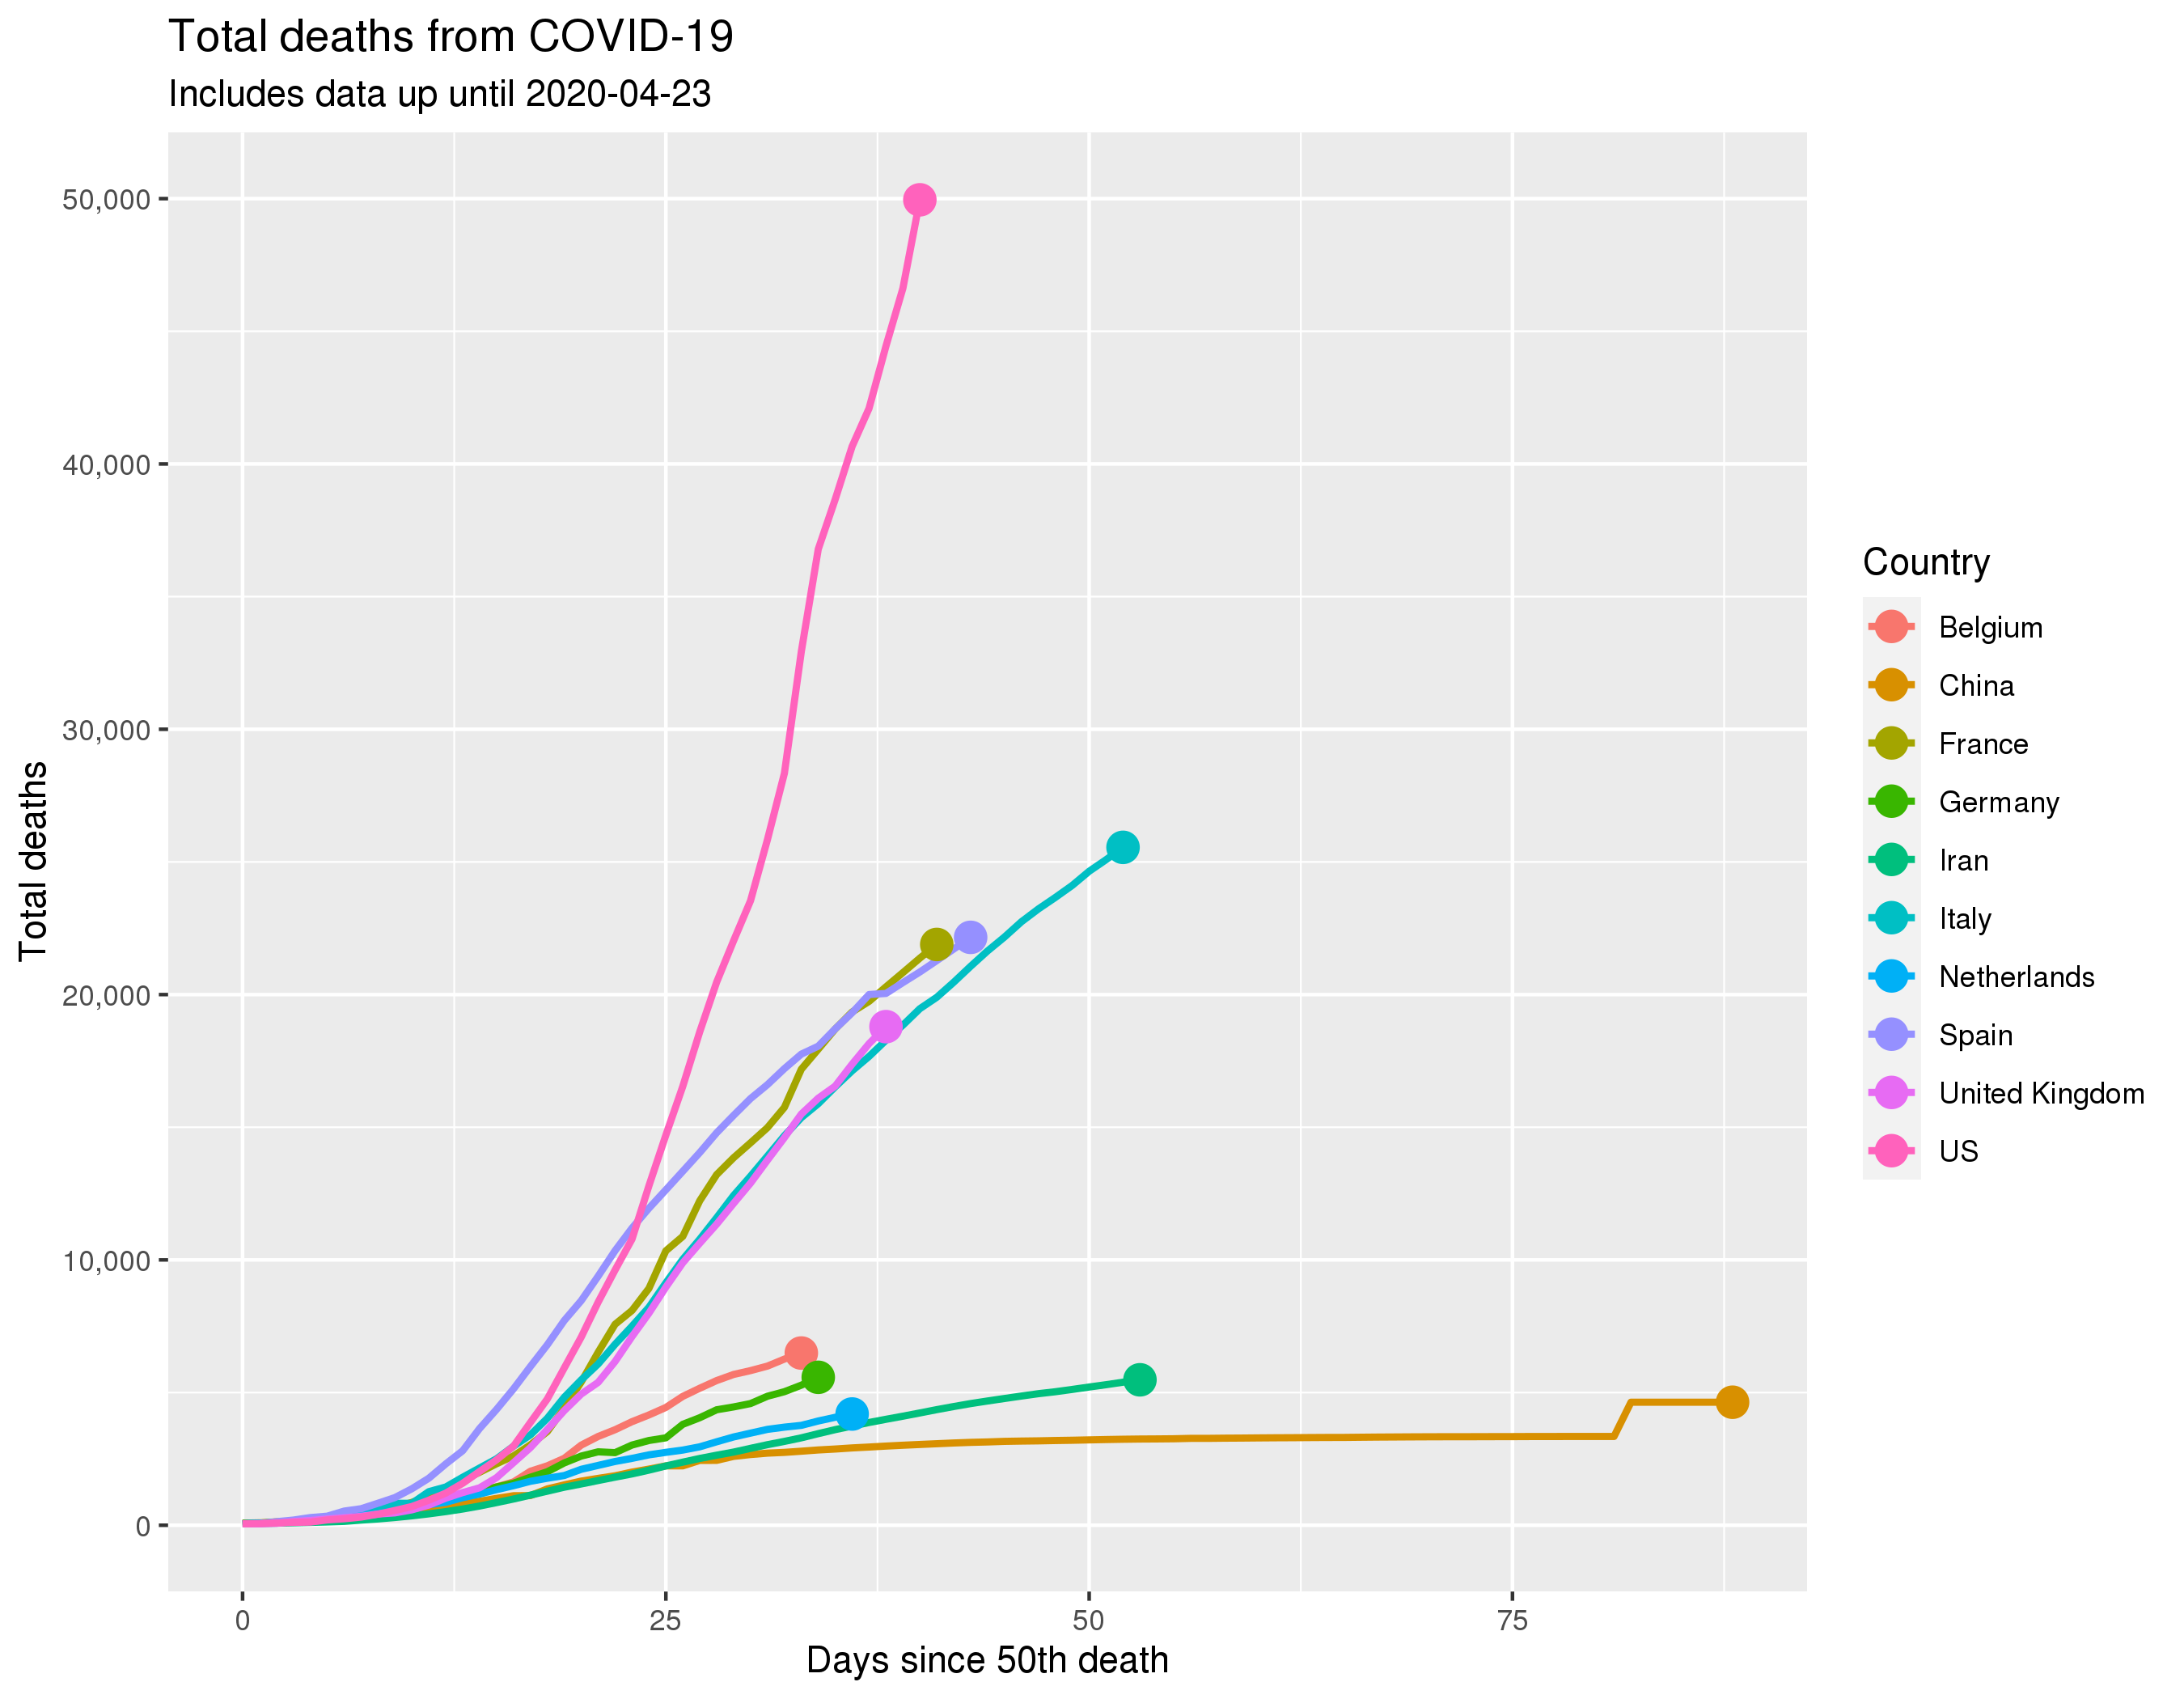 Total deaths from COVID-19
Includes data up until 2020-04-23
Total deaths
50,000
40,000
30,000
20,000
10,000
0
0
25
50
75
Days since 50th death
Country
Belgium
China
France
Germany
Iran
Italy
Netherlands
Spain
United Kingdom
US